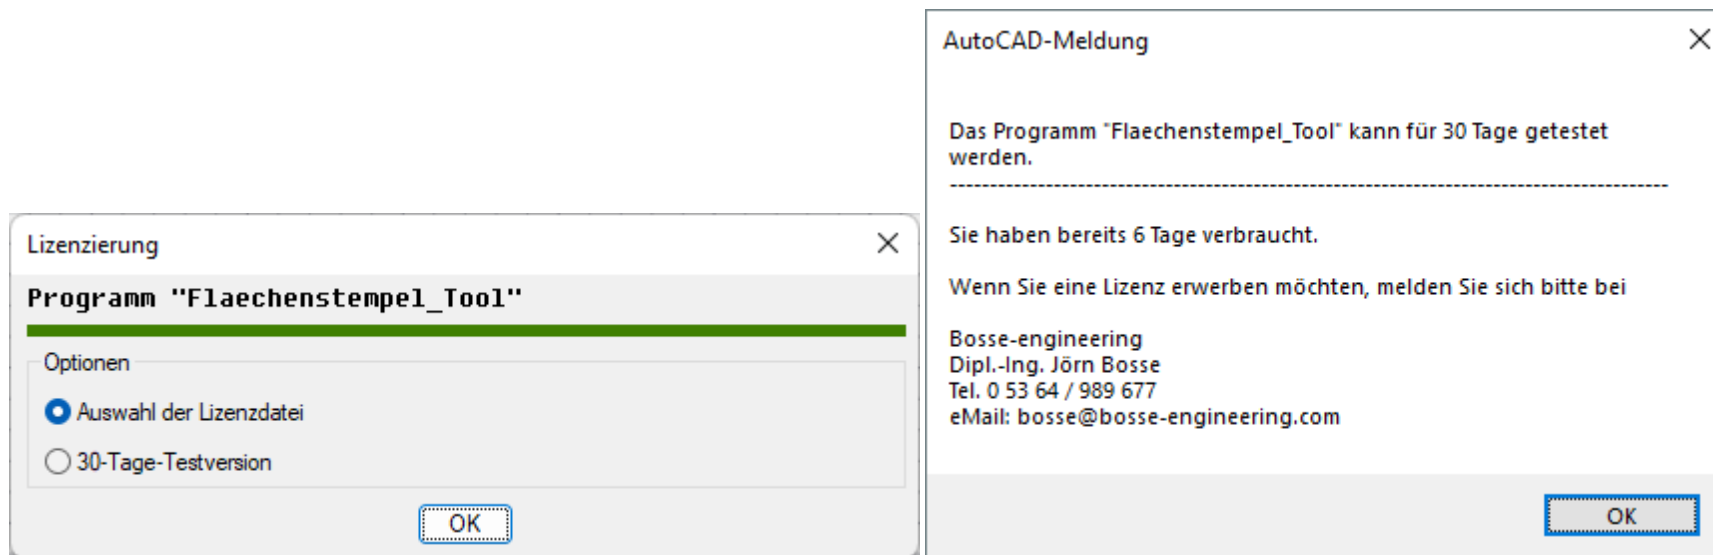 Lizenzierung
Programm "Flaechenstempel_Tool"
Optionen
Auswahl der Lizenzdatei
30-Tage-Testversion
OK
AutoCAD-Meldung
Das Programm "Flaechenstempel_Tool" kann für 30 Tage getestet
werden.
------------------------------------------------------------------------------------------
Sie haben bereits 6 Tage verbraucht.
Wenn Sie eine Lizenz erwerben möchten, melden Sie sich bitte bei
Bosse-engineering
Dipl.-Ing. Jörn Bosse
Tel. 0 53 64 / 989 677
eMail: bosse@bosse-engineering.com
OK